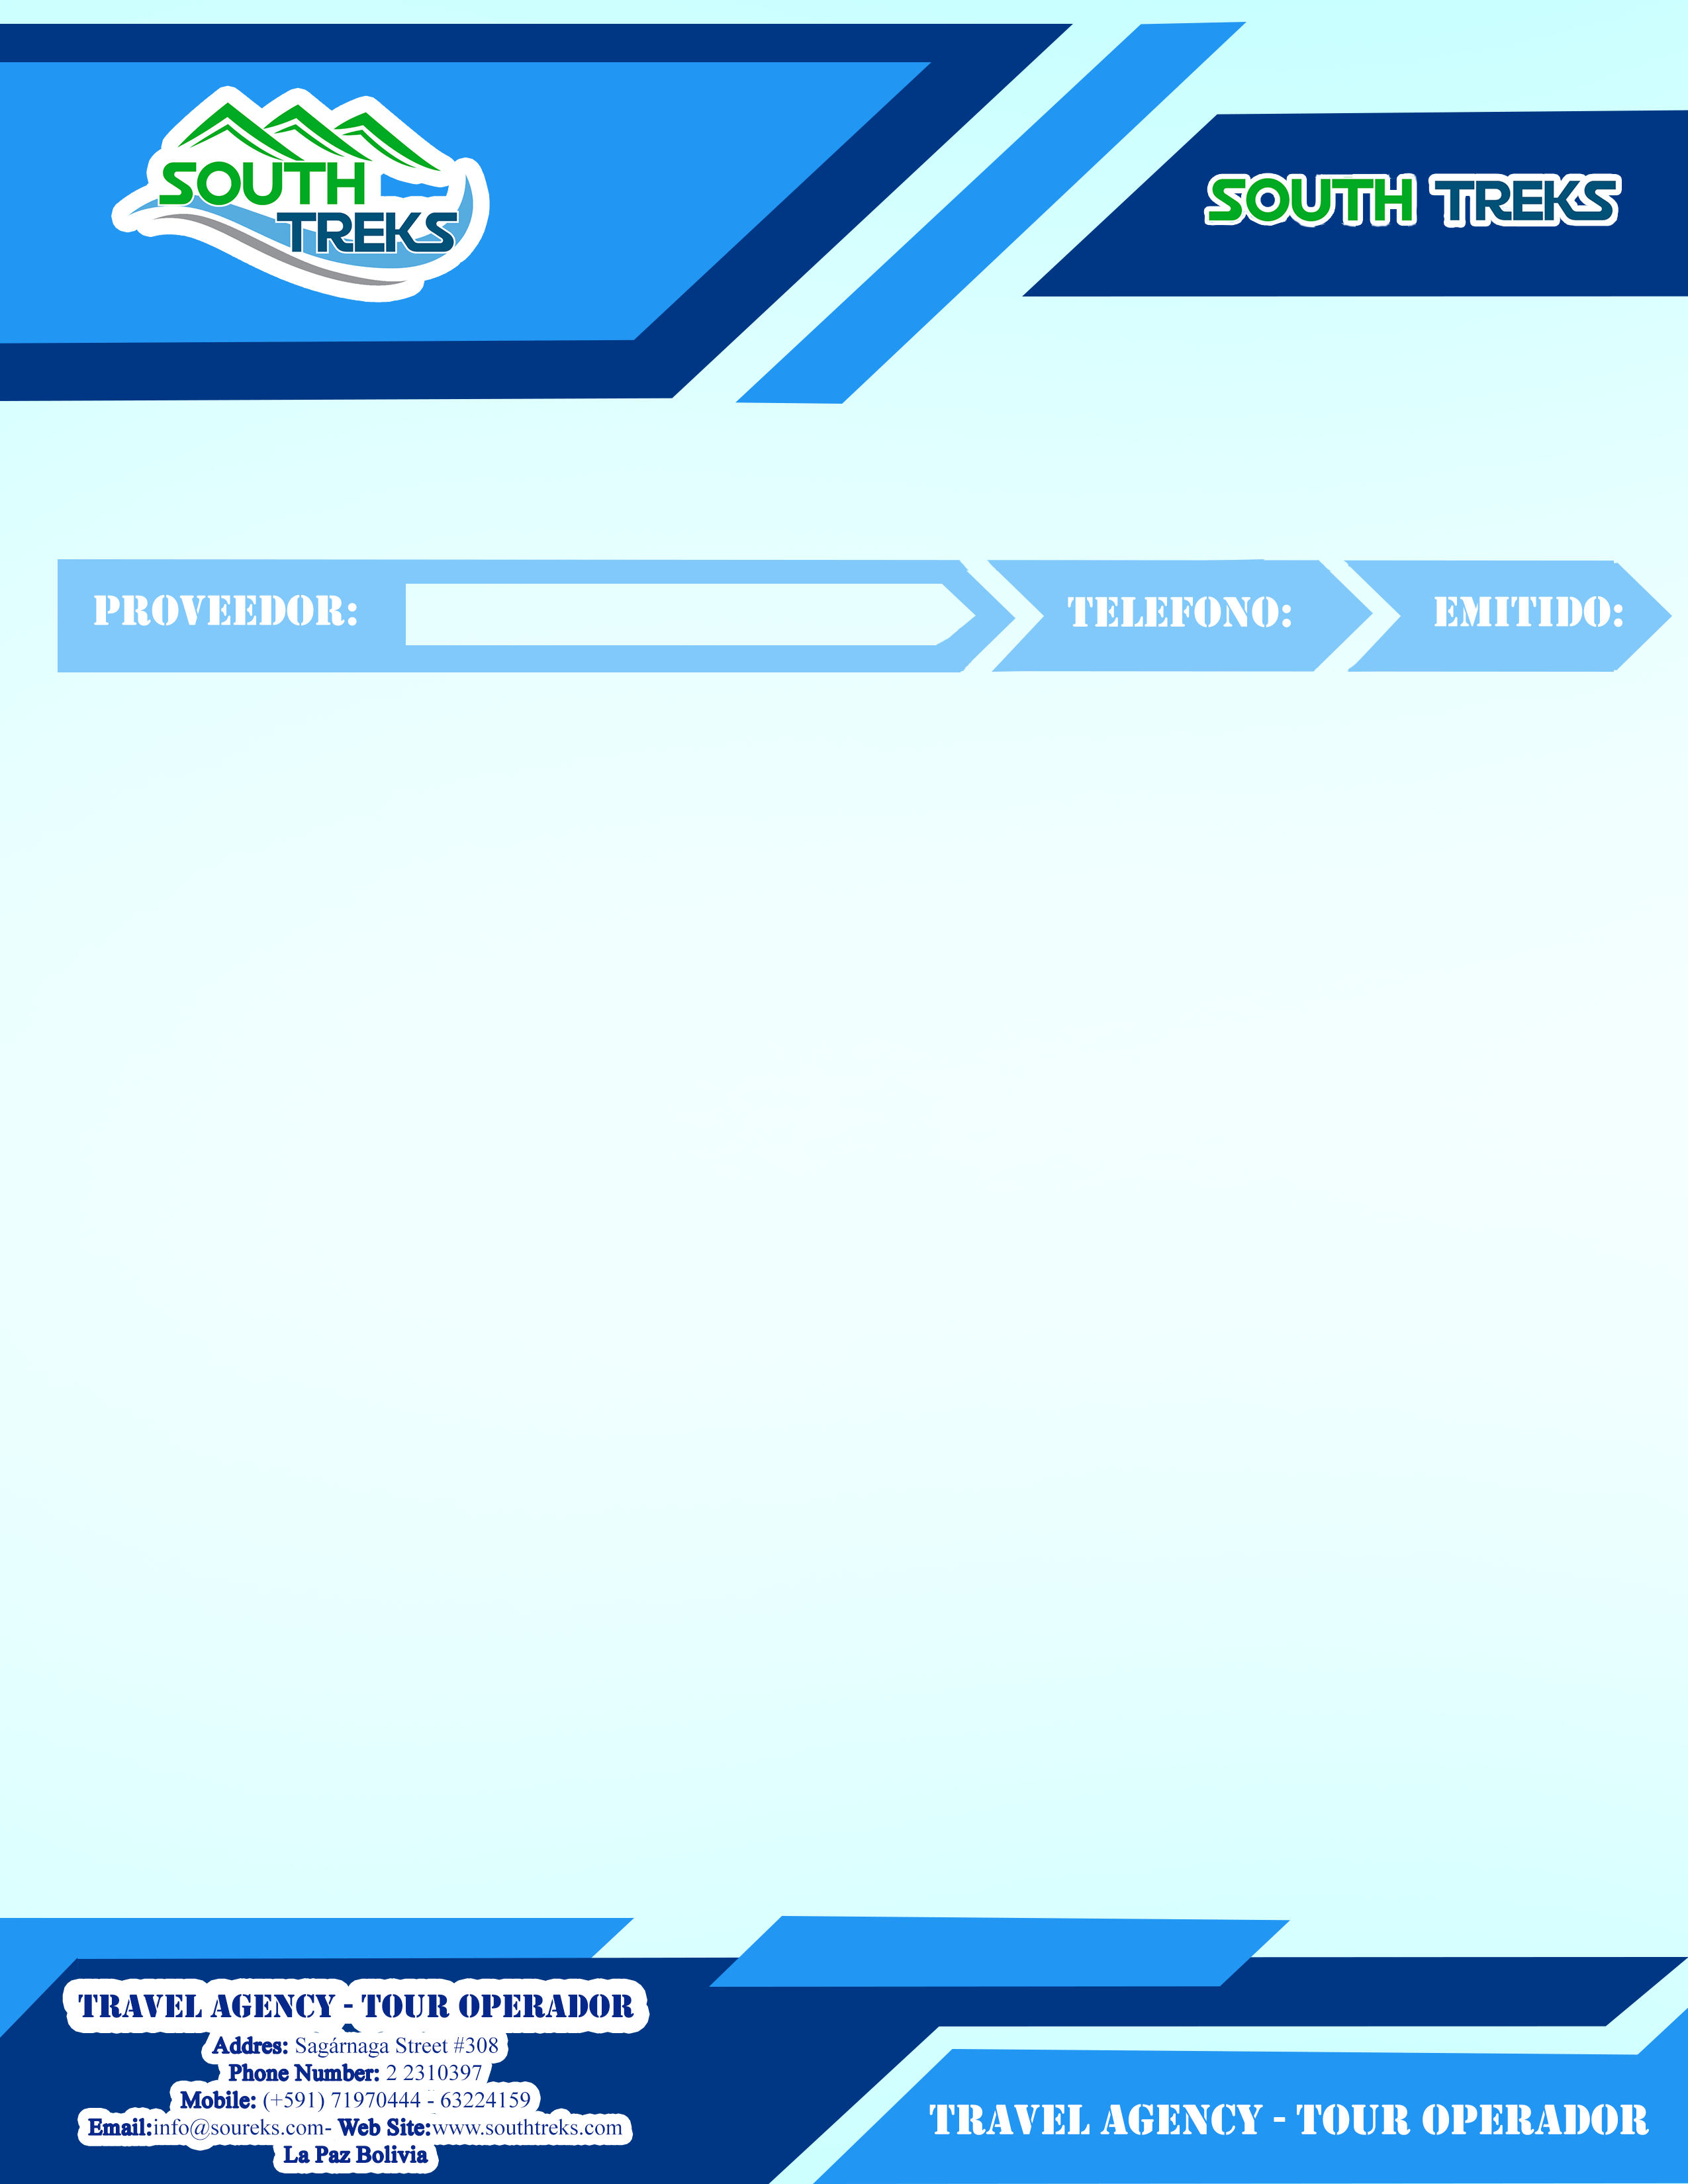 SOUTH
TREKS
SOUTH TREKS
PROVEEDOR:
TELEFONO:
EMITIDO:
TRAVEL AGENCY - TOUR OPERADOR
Addres: Sagárnaga Street #308
Phone Number: 2 2310397
Mobile: (+591) 71970444 - 63224159
Email:info@soureks.com- Web Site:www.southtreks.com
La Paz Bolivia
TRAVEL AGENCY - TOUR OPERADOR